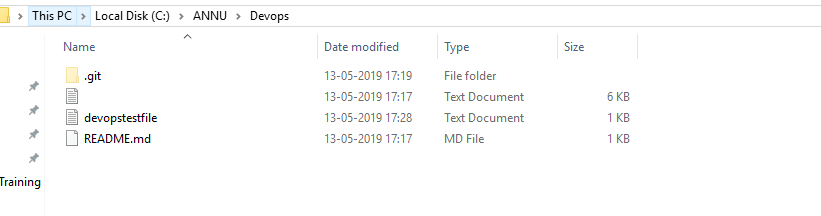 This PC > Local Disk (C:) > ANNU > Devops
Name Date modified Type Size
.git 13-05-2019 17:19 File folder
13-05-2019 17:17 Text Document 6 KB
devopstestfile 13-05-2019 17:28 Text Document 1 KB
README.md 13-05-2019 17:17 MD File 1 KB
Training